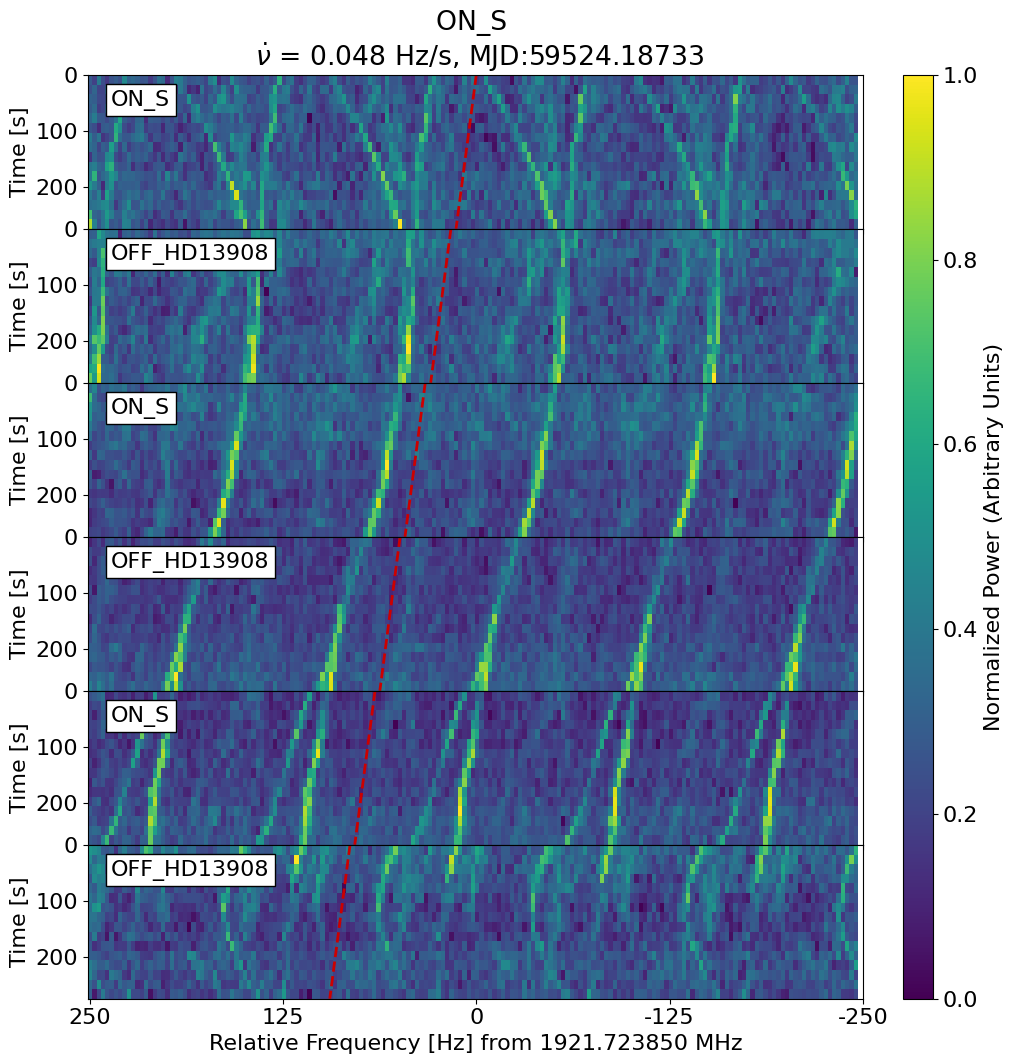 ON_S
ν̇ = 0.048 Hz/s, MJD:59524.18733
0
100
200
Time [s]
ON_S
0
100
200
Time [s]
OFF_HD13908
0
100
200
Time [s]
ON_S
0
100
200
Time [s]
OFF_HD13908
0
100
200
Time [s]
ON_S
0
100
200
Time [s]
OFF_HD13908
250 125 0 -125 -250
Relative Frequency [Hz] from 1921.723850 MHz
1.0
0.8
0.6
0.4
0.2
0.0
Normalized Power (Arbitrary Units)